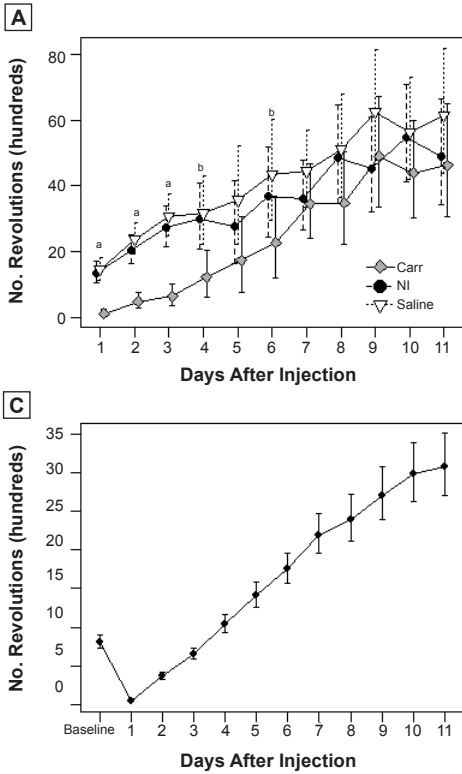 A
No. Revolutions (hundreds)
80
60
40
20
0
a
a
a
b
b
Carr
NI
Saline
1 2 3 4 5 6 7 8 9 10 11
Days After Injection
C
No. Revolutions (hundreds)
35
30
25
20
15
10
5
0
Baseline 1 2 3 4 5 6 7 8 9 10 11
Days After Injection